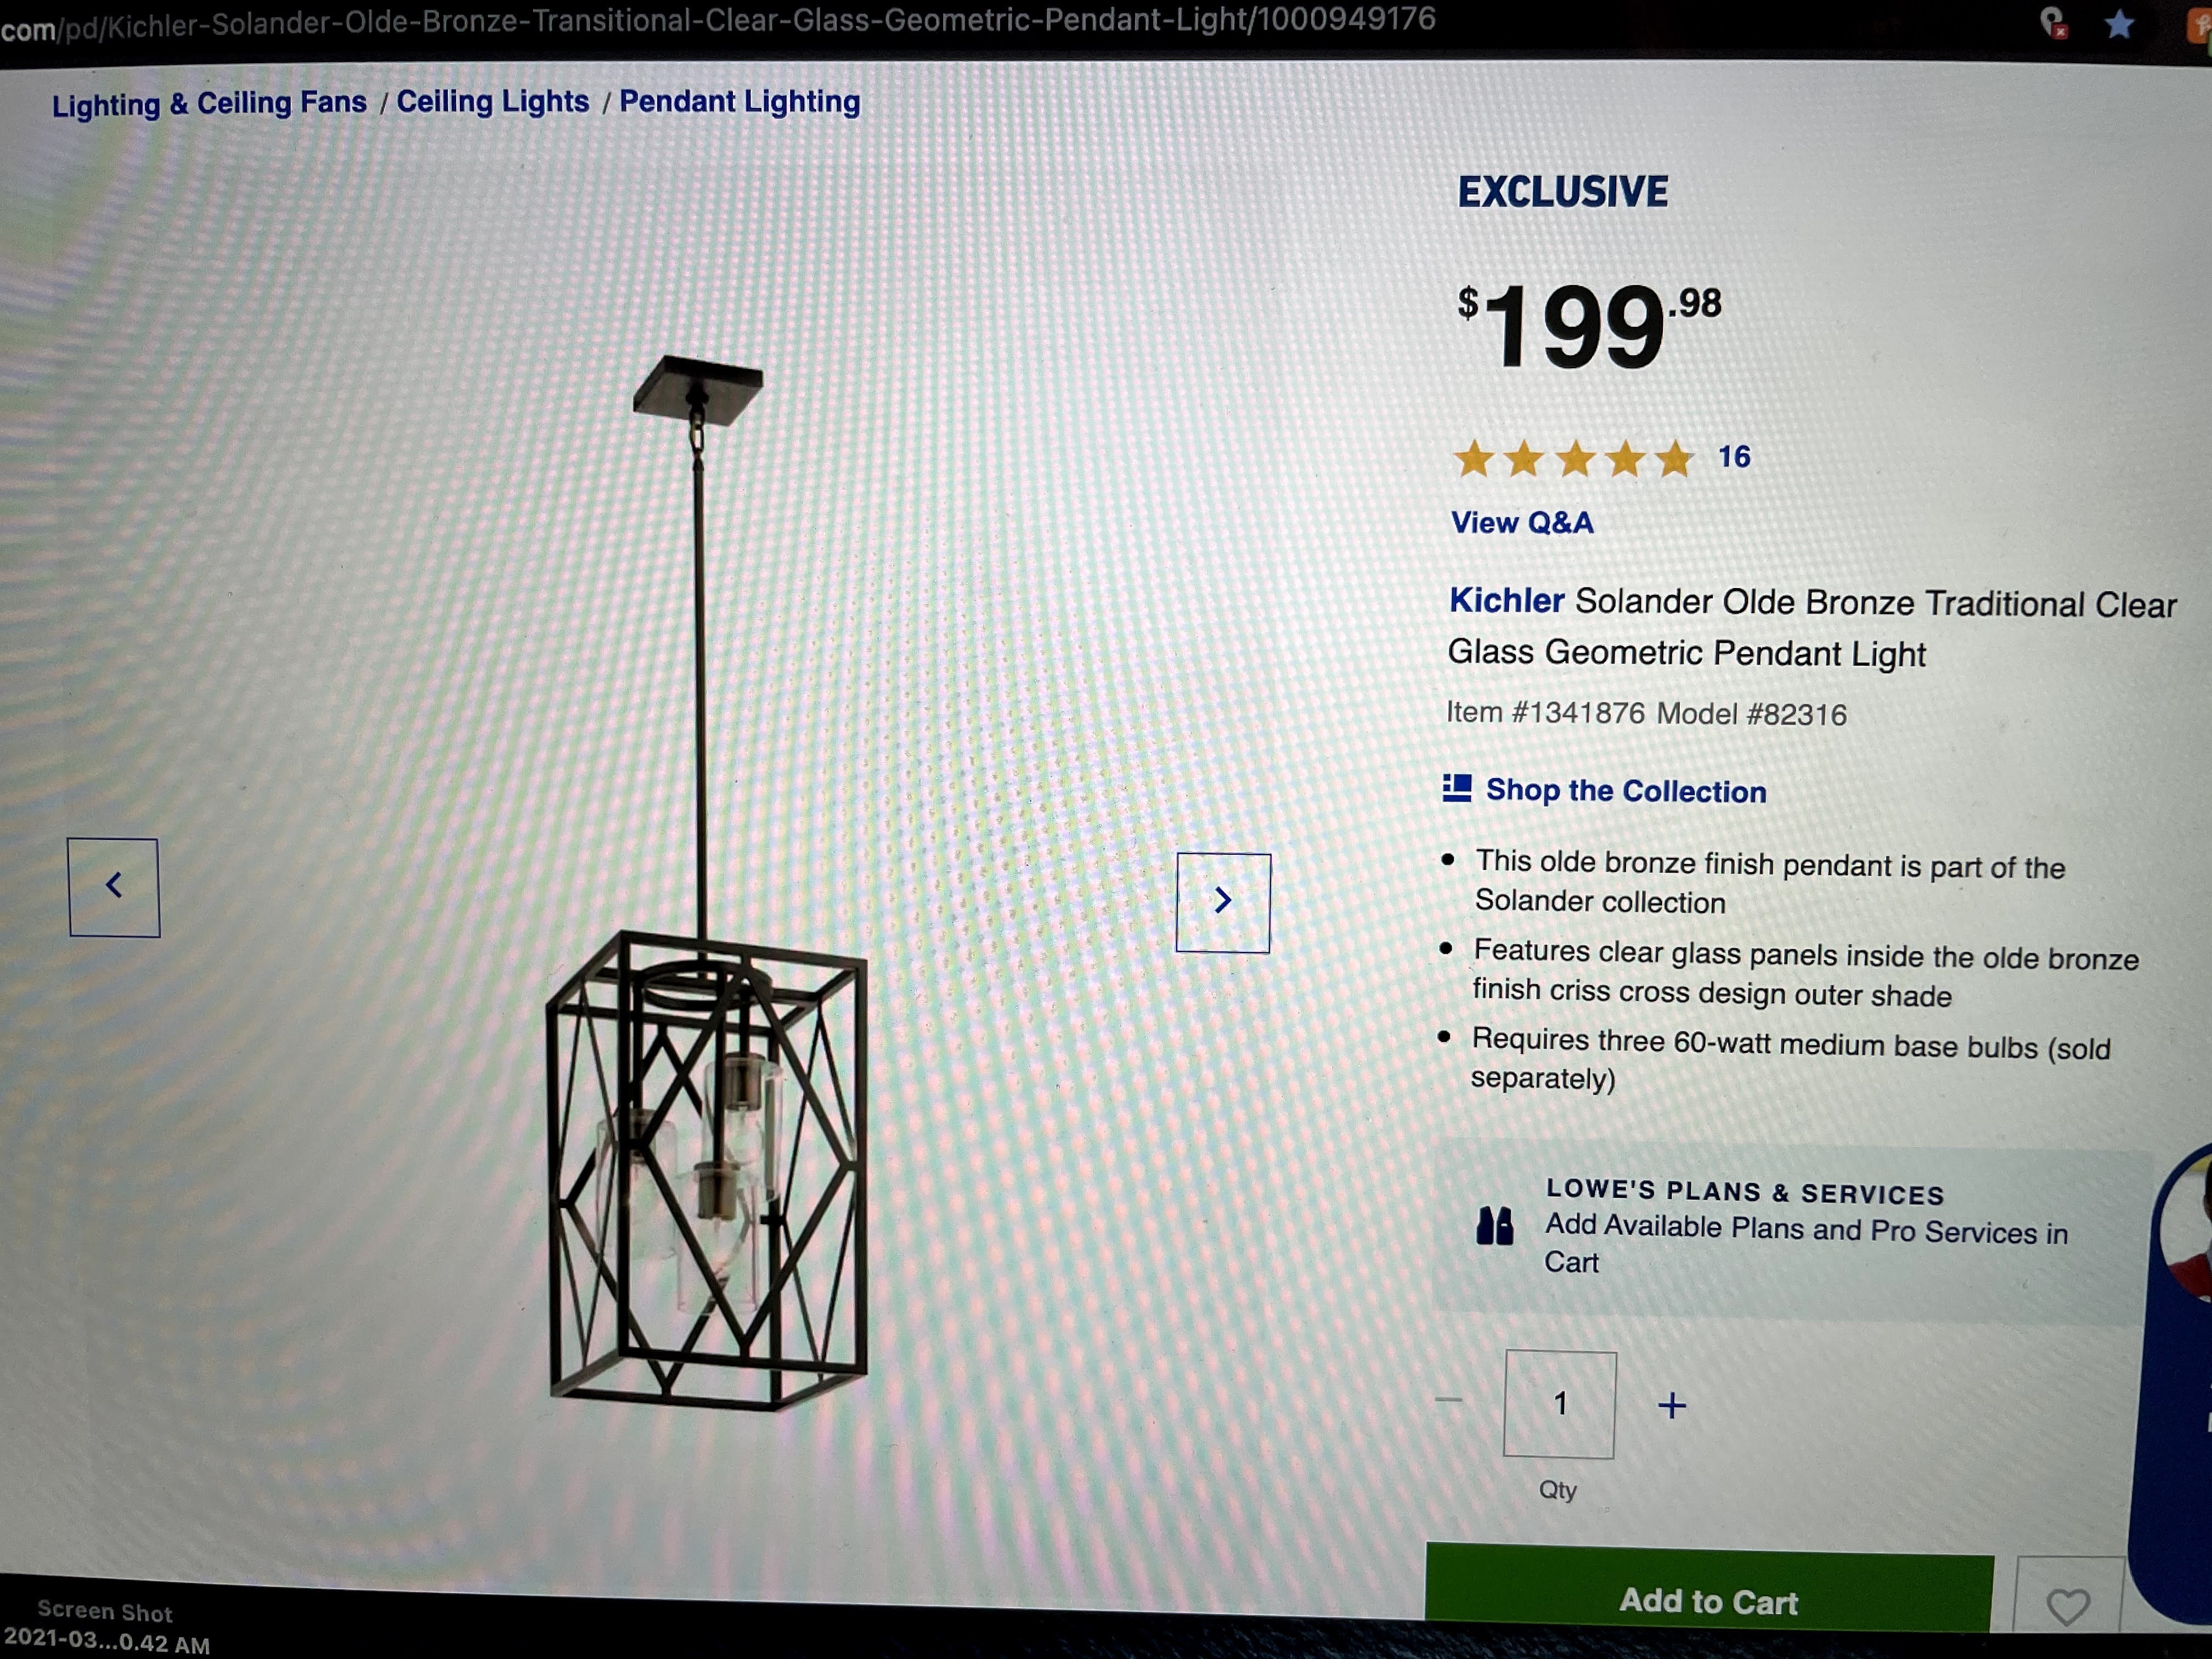 com/pd/Kichler-Solander-Olde-Bronze-Transitional-Clear-Glass-Geometric-Pendant-Light/1000949176
Lighting & Ceiling Fans / Ceiling Lights / Pendant Lighting
EXCLUSIVE
$199.98
16
View Q&A
Kichler Solander Olde Bronze Traditional Clear
Glass Geometric Pendant Light
Item #1341876 Model #82316
Shop the Collection
• This olde bronze finish pendant is part of the
Solander collection
• Features clear glass panels inside the olde bronze
finish criss cross design outer shade
• Requires three 60-watt medium base bulbs (sold
separately)
LOWE'S PLANS & SERVICES
Add Available Plans and Pro Services in
Cart
− 1 +
Qty
Add to Cart
Screen Shot
2021-03...0.42 AM